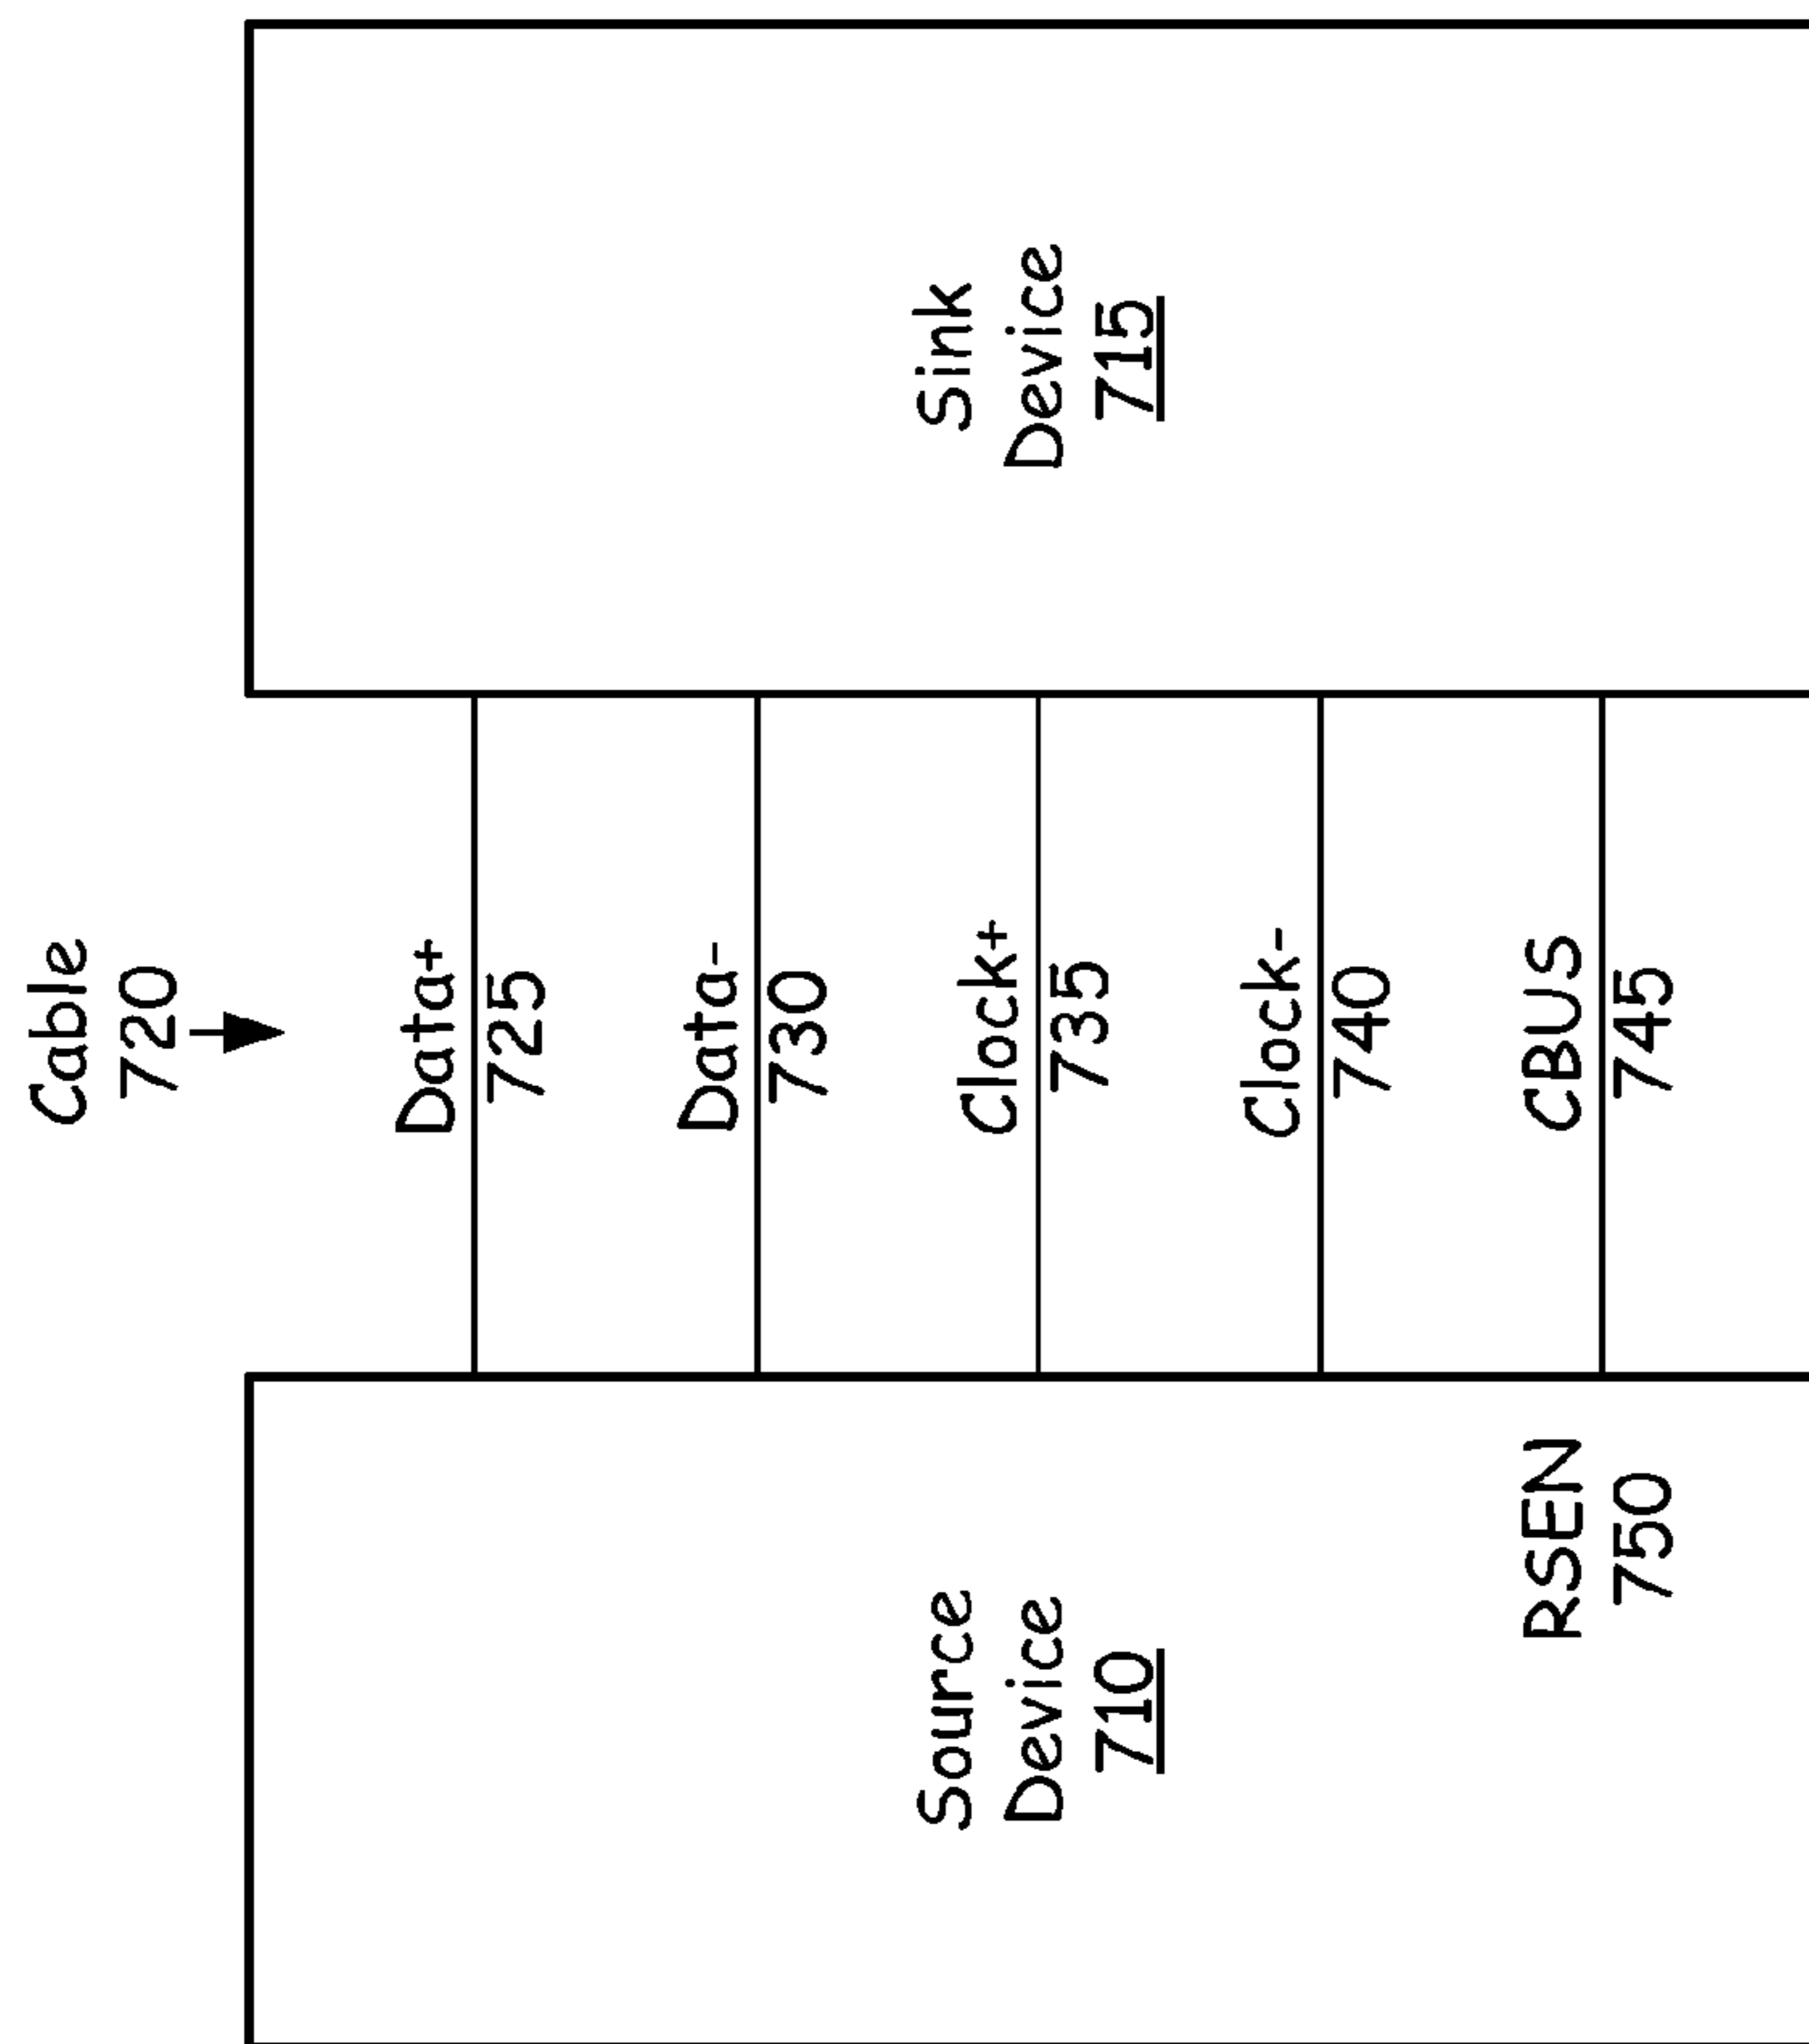 Cable
720
Data+
725
Data-
730
Source
Device
710
Clock+
735
Sink
Device
715
Clock-
740
RSEN
750
CBUS
745